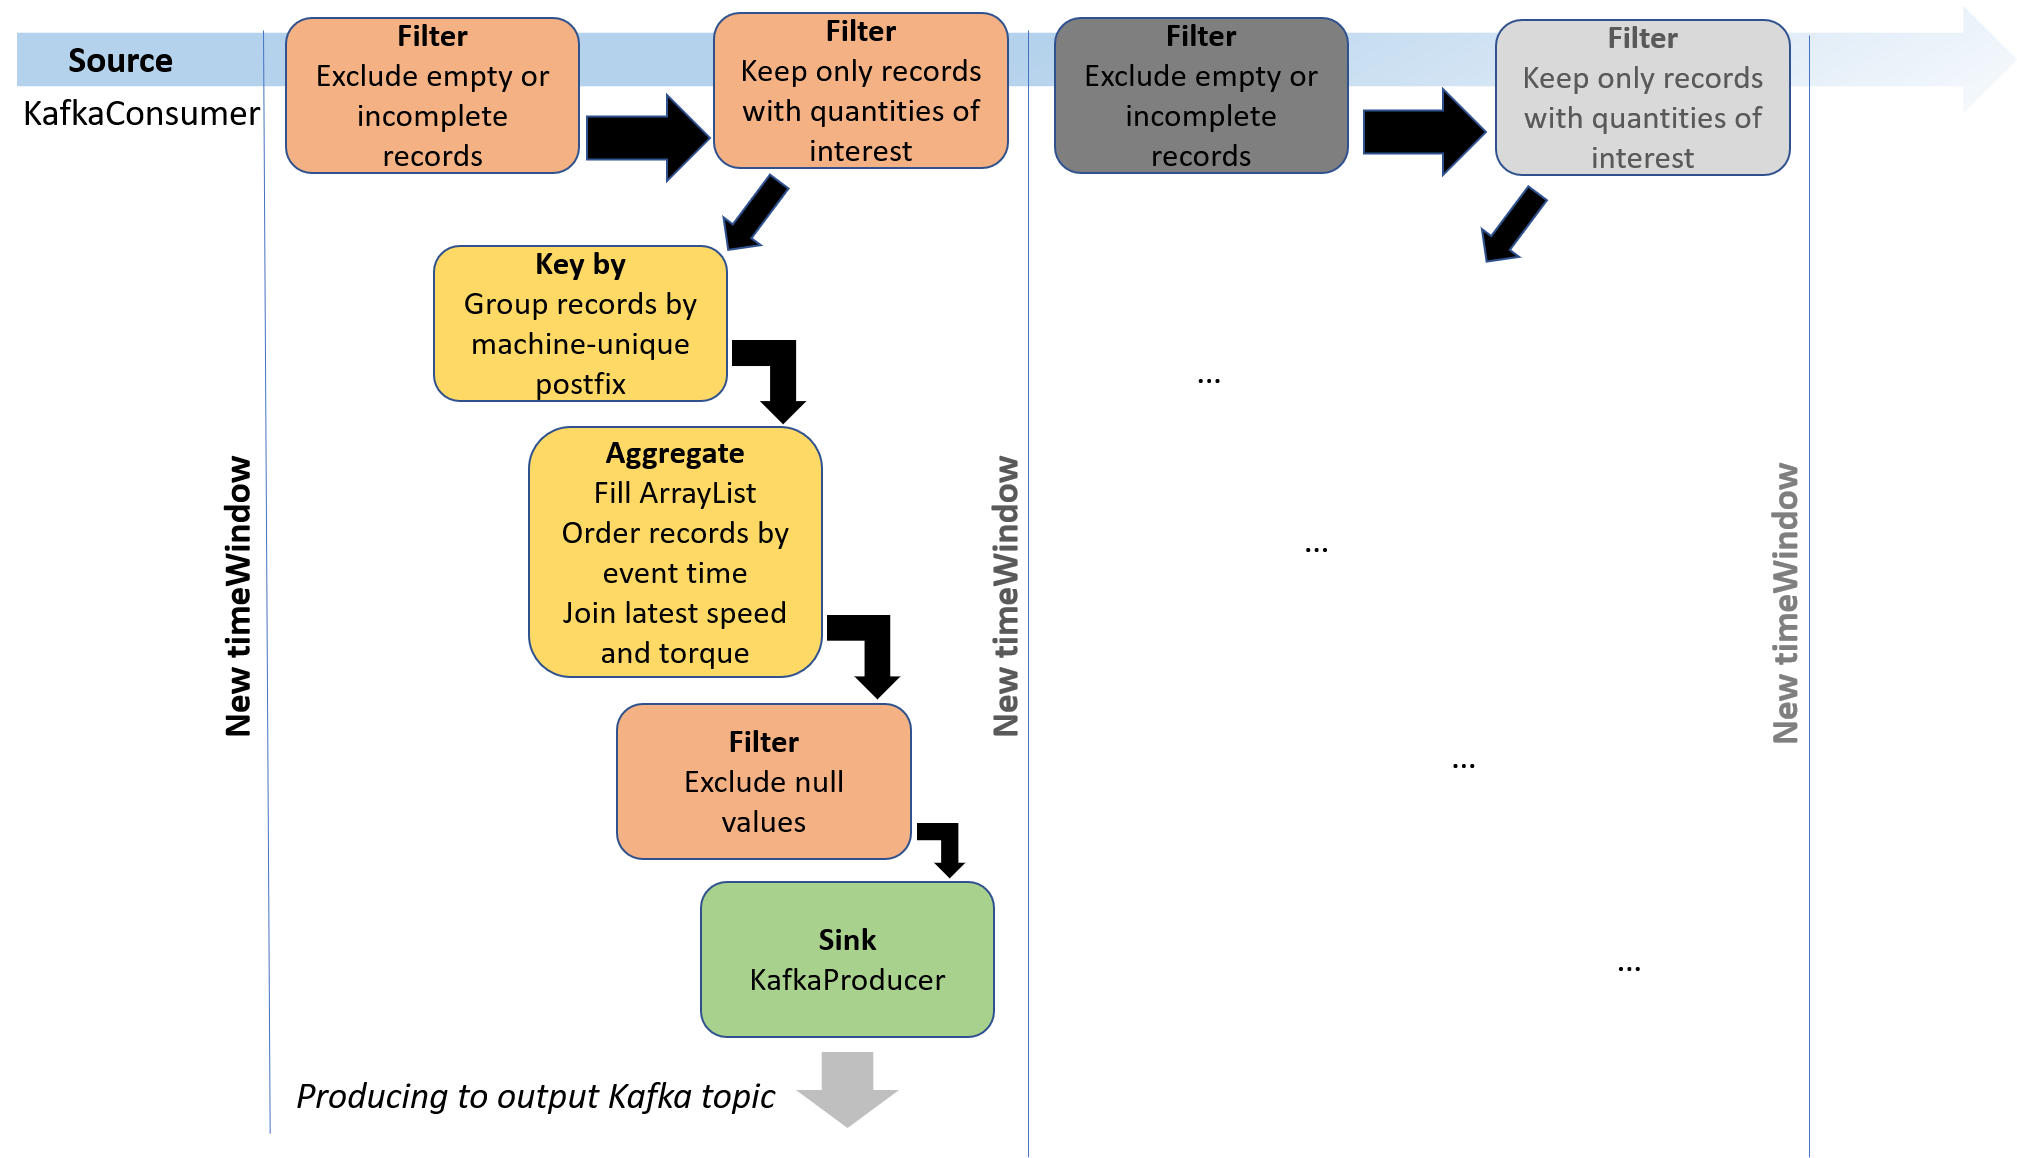 Source
KafkaConsumer
Filter
Exclude empty or
incomplete
records
Filter
Keep only records
with quantities of
interest
Filter
Exclude empty or
incomplete
records
Filter
Keep only records
with quantities of
interest
New timeWindow
Key by
Group records by
machine-unique
postfix
Aggregate
Fill ArrayList
Order records by
event time
Join latest speed
and torque
Filter
Exclude null
values
Sink
KafkaProducer
Producing to output Kafka topic
New timeWindow
...
...
...
...
New timeWindow